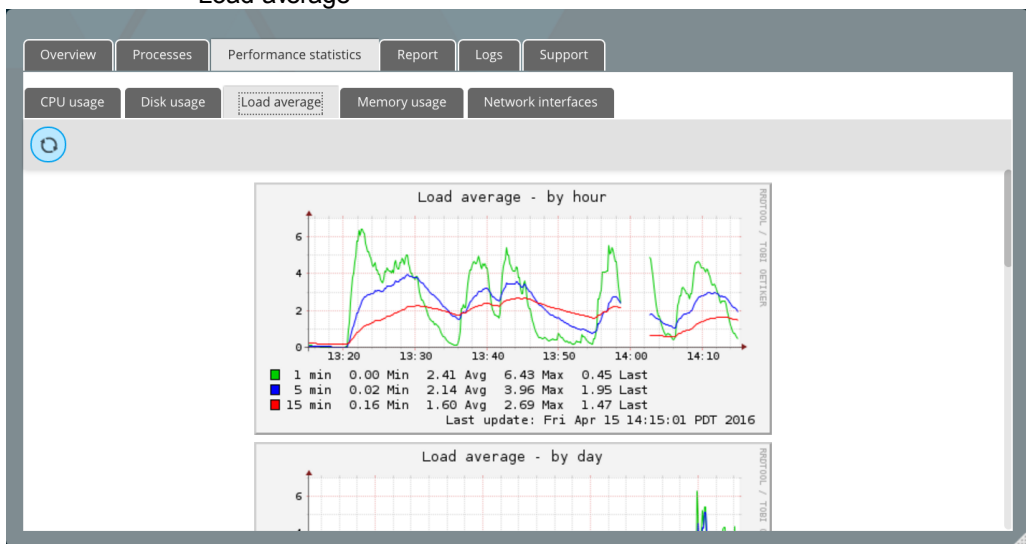 Load average
Overview Processes Performance statistics Report Logs Support
CPU usage Disk usage Load average Memory usage Network interfaces
Load average - by hour
RRDTOOL / TOBI OETIKER
6
4
2
0
13:20 13:30 13:40 13:50 14:00 14:10
1 min 0.00 Min 2.41 Avg 6.43 Max 0.45 Last
5 min 0.02 Min 2.14 Avg 3.96 Max 1.95 Last
15 min 0.16 Min 1.60 Avg 2.69 Max 1.47 Last
Last update: Fri Apr 15 14:15:01 PDT 2016
Load average - by day
RRDTOOL / TOBI
6